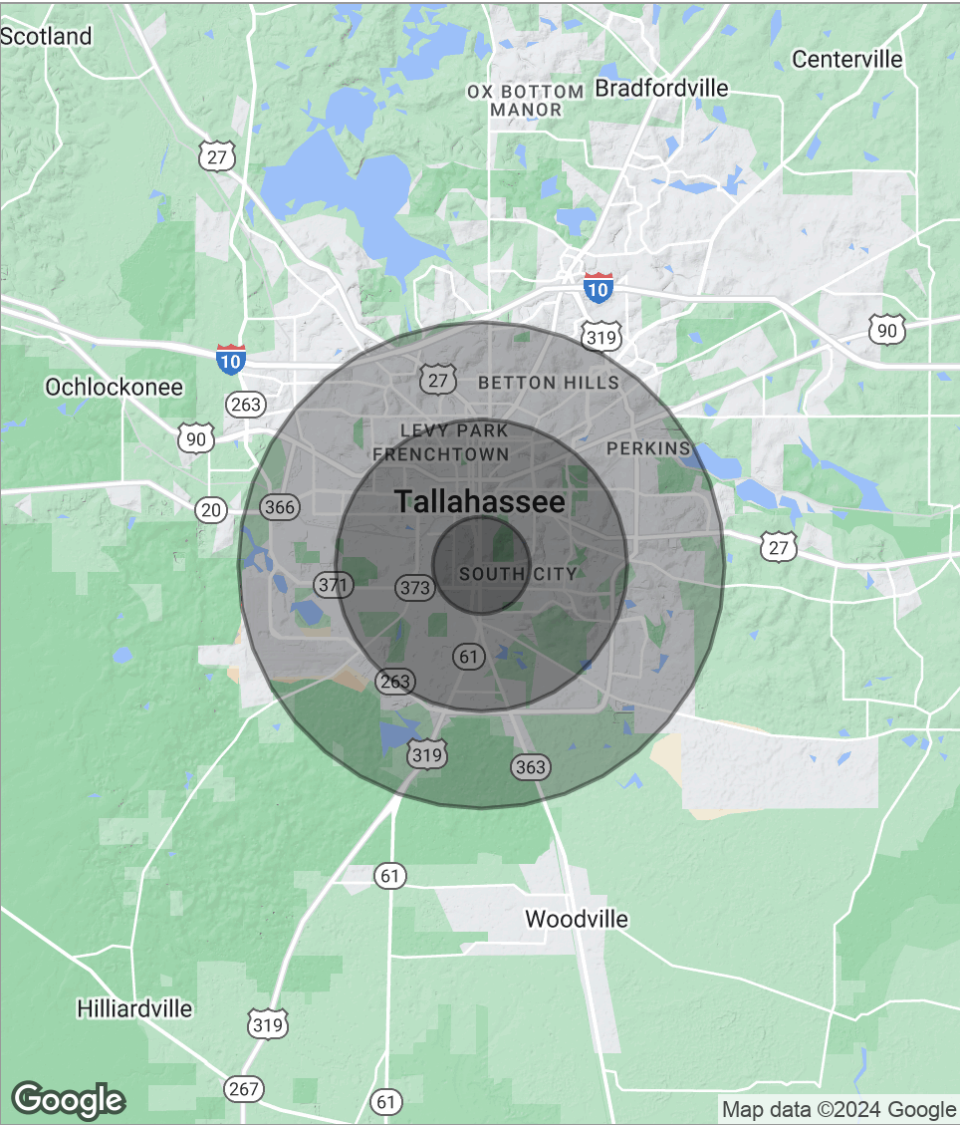 Scotland
Centerville
OX BOTTOM
MANOR
Bradfordville
27
10
319
90
10
Ochlockonee
27
BETTON HILLS
263
90
LEVY PARK
FRENCHTOWN
PERKINS
20
366
Tallahassee
27
371
373
SOUTH CITY
61
263
319
363
61
Woodville
Hilliardville
319
267
61
Google
Map data ©2024 Google